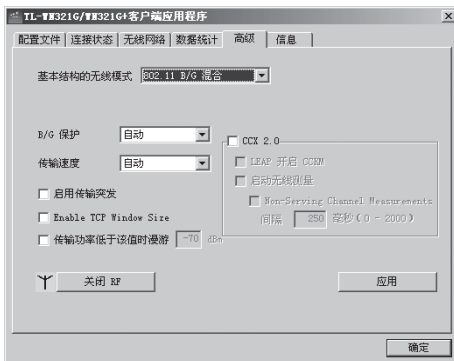 TL-WN321G/WN321G+客户端应用程序
配置文件 连接状态 无线网络 数据统计 高级 信息
基本结构的无线模式 802.11 B/G 混合
B/G 保护 自动
传输速度 自动
启用传输突发
Enable TCP Window Size
传输功率低于该值时漫游 -70 dBm
CCX 2.0
LEAP 开启 CCKM
启动无线测量
Non-Serving Channel Measurements
间隔 250 毫秒(0 - 2000)
关闭 RF
应用
确定